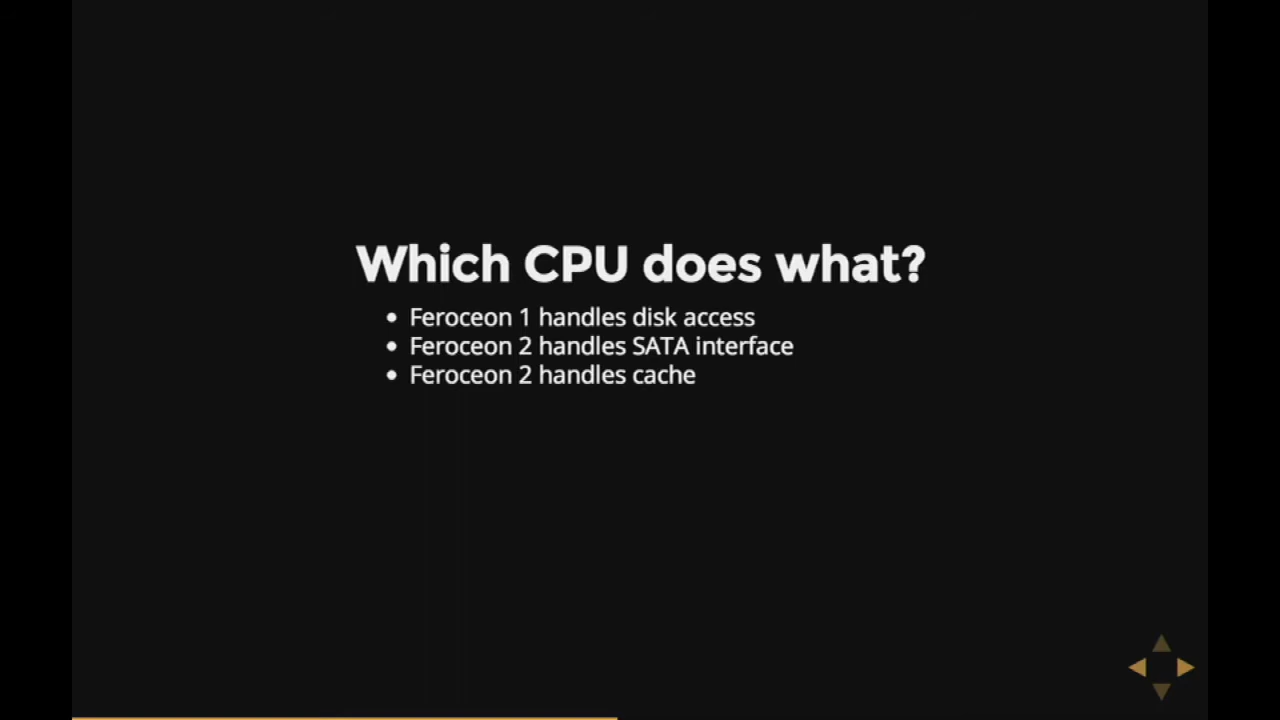 Which CPU does what?
• Feroceon 1 handles disk access
• Feroceon 2 handles SATA interface
• Feroceon 2 handles cache